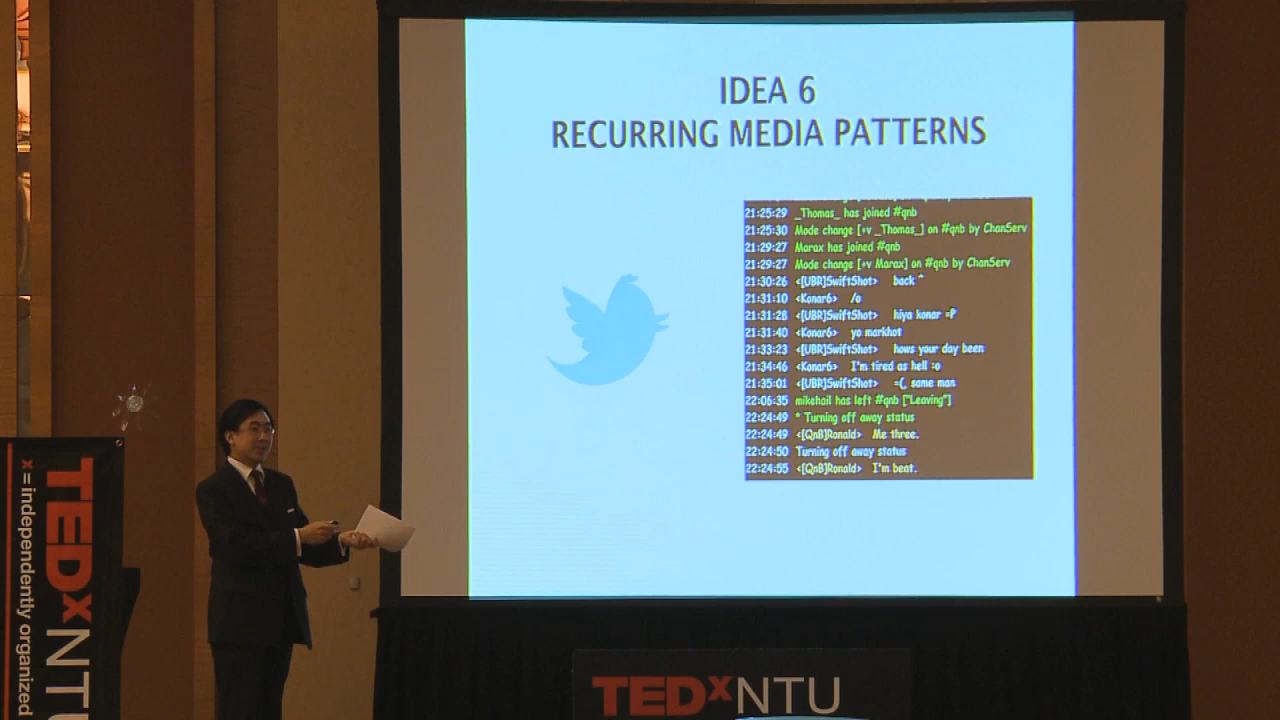 IDEA 6
RECURRING MEDIA PATTERNS
21:25:29 _Thomas_ has joined #qnb
21:25:30 Mode change [+v _Thomas_] on #qnb by ChanServ
21:29:27 Marax has joined #qnb
21:29:27 Mode change [+v Marax] on #qnb by ChanServ
21:30:26 <[UBR]SwiftShot> back ^
21:31:10 <Konar6> /o
21:31:28 <[UBR]SwiftShot> hiya konar =P
21:31:40 <Konar6> yo markhot
21:33:23 <[UBR]SwiftShot> hows your day been
21:34:46 <Konar6> I'm tired as hell :o
21:35:01 <[UBR]SwiftShot> =(, same man
22:06:35 mikehail has left #qnb ["Leaving"]
22:24:49 * Turning off away status
22:24:49 <[QnB]Ronald> Me three.
22:24:50 Turning off away status
22:24:55 <[QnB]Ronald> I'm beat.
TEDxNTU
x = independently organized
TEDxNTU